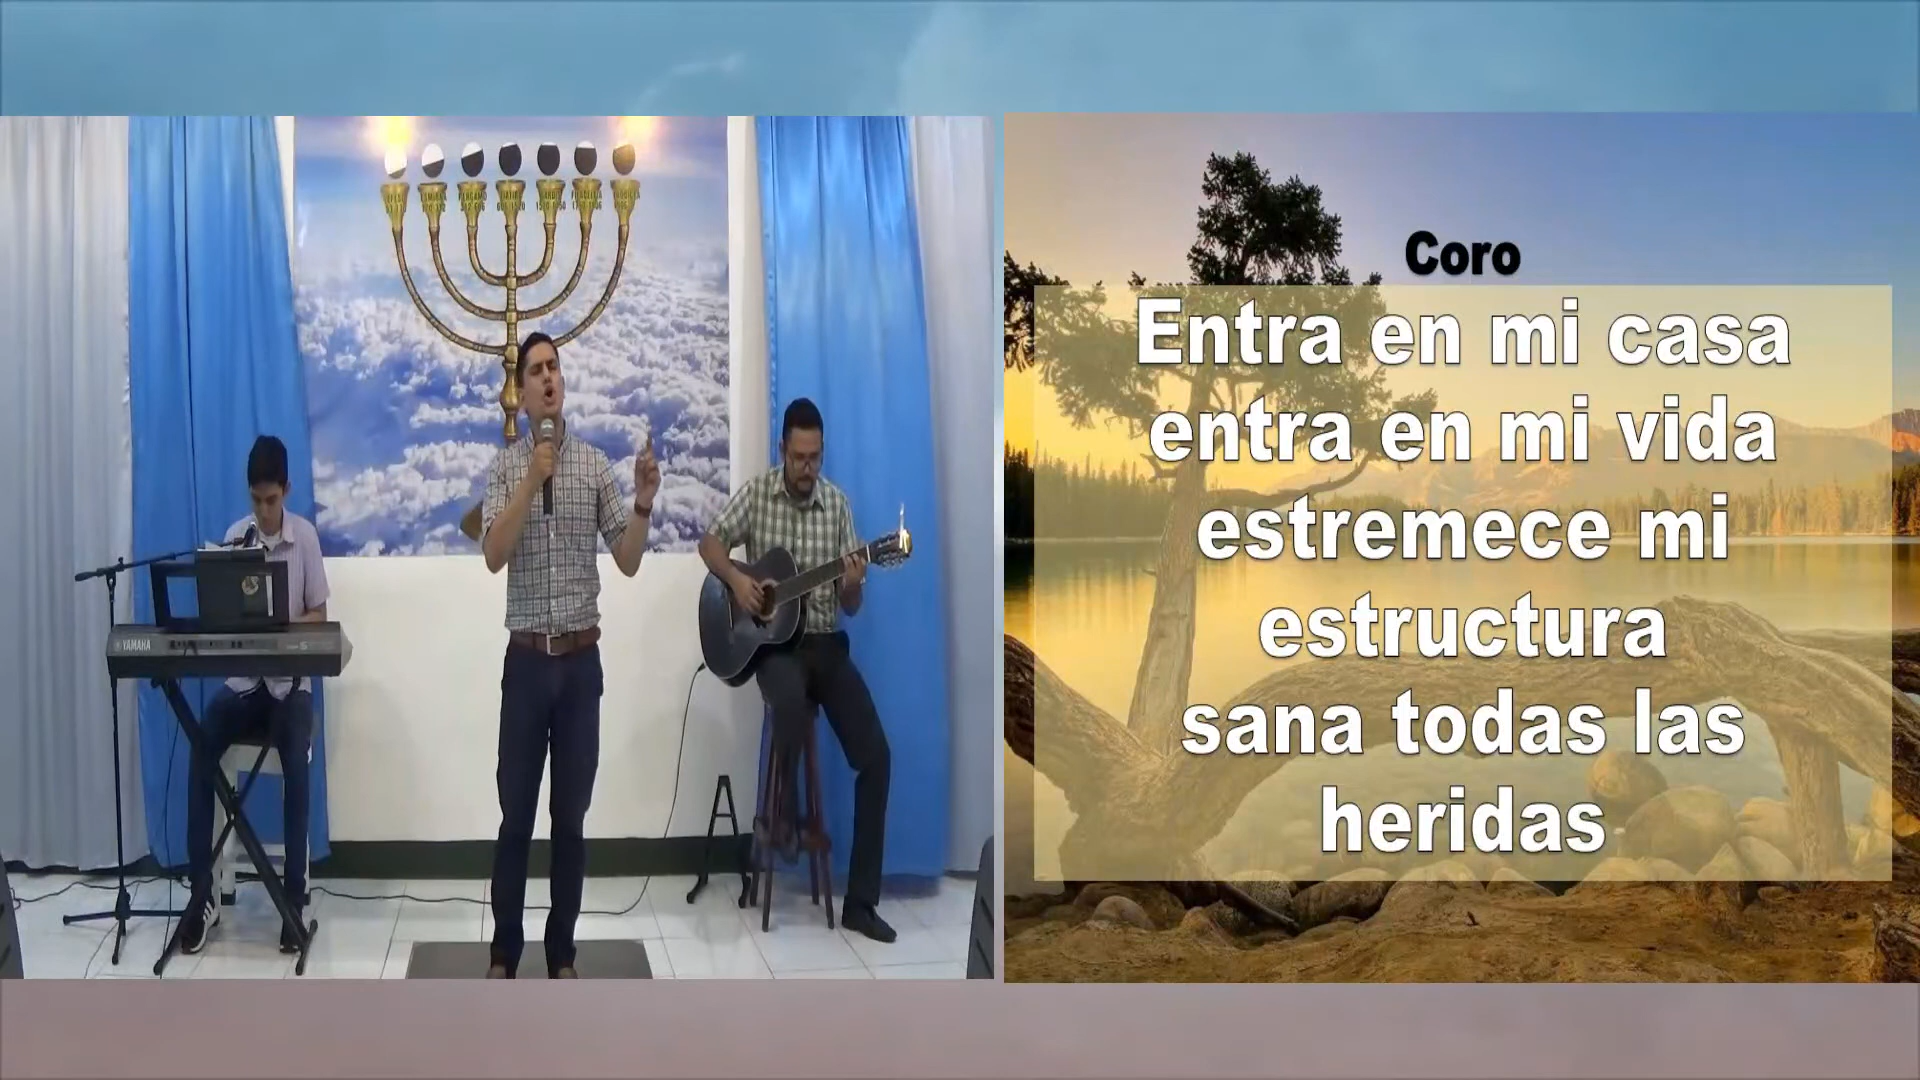 Coro
Entra en mi casa
entra en mi vida
estremece mi
estructura
sana todas las
heridas
YAMAHA